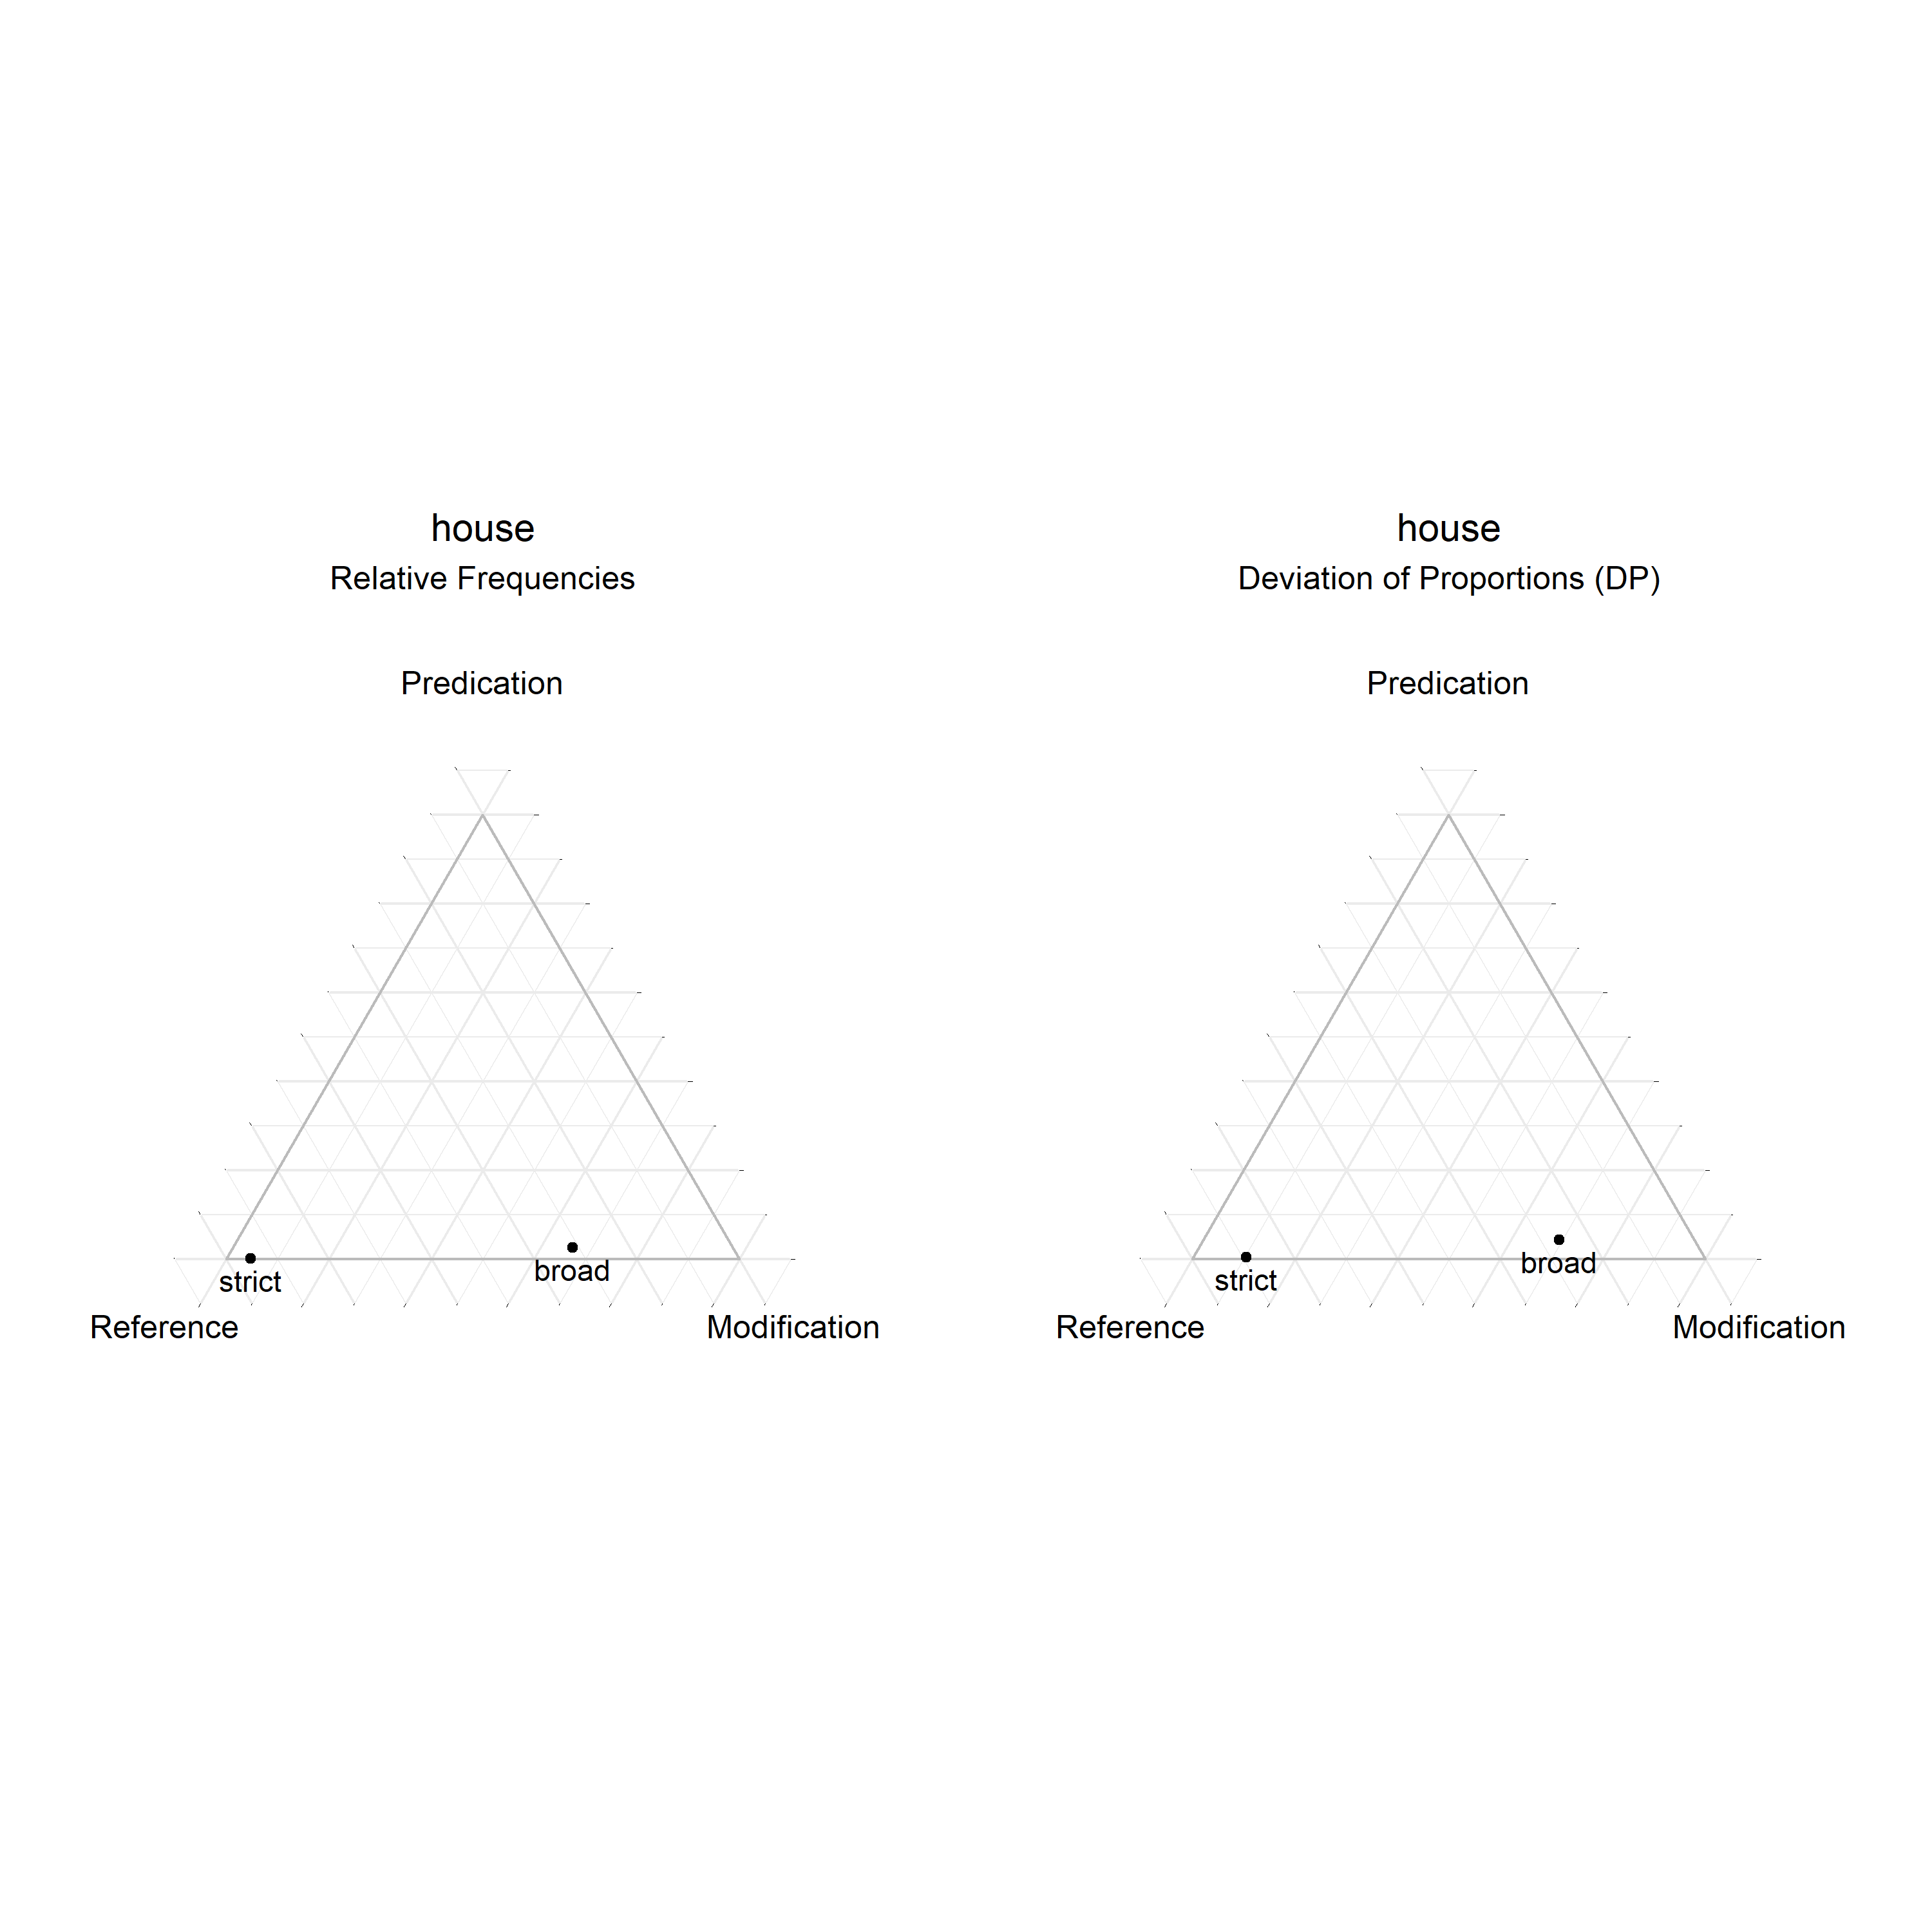 house
Relative Frequencies
Predication
strict
broad
Reference
Modification
house
Deviation of Proportions (DP)
Predication
strict
broad
Reference
Modification